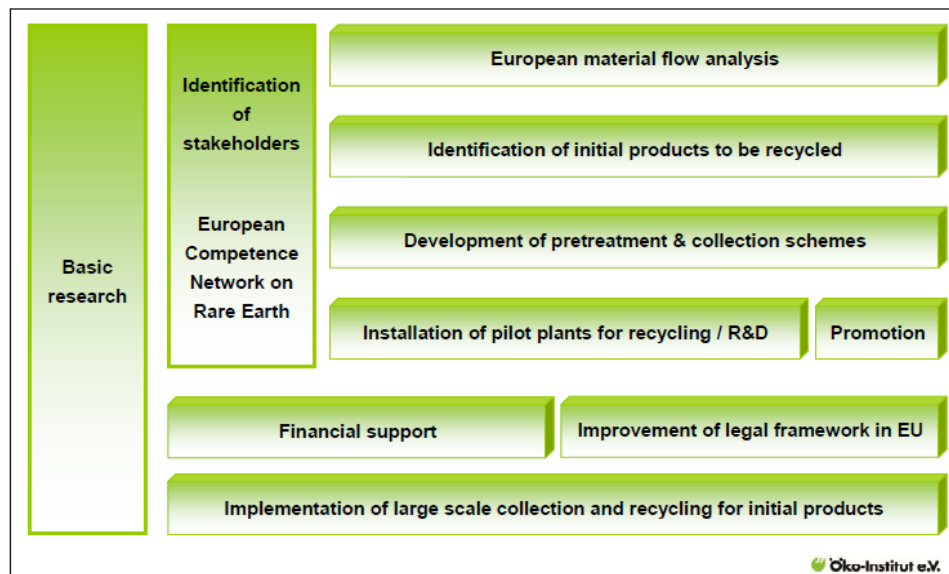 Basic
research
Identification
of
stakeholders
European
Competence
Network on
Rare Earth
European material flow analysis
Identification of initial products to be recycled
Development of pretreatment & collection schemes
Installation of pilot plants for recycling / R&D
Promotion
Financial support
Improvement of legal framework in EU
Implementation of large scale collection and recycling for initial products
Öko-Institut e.V.